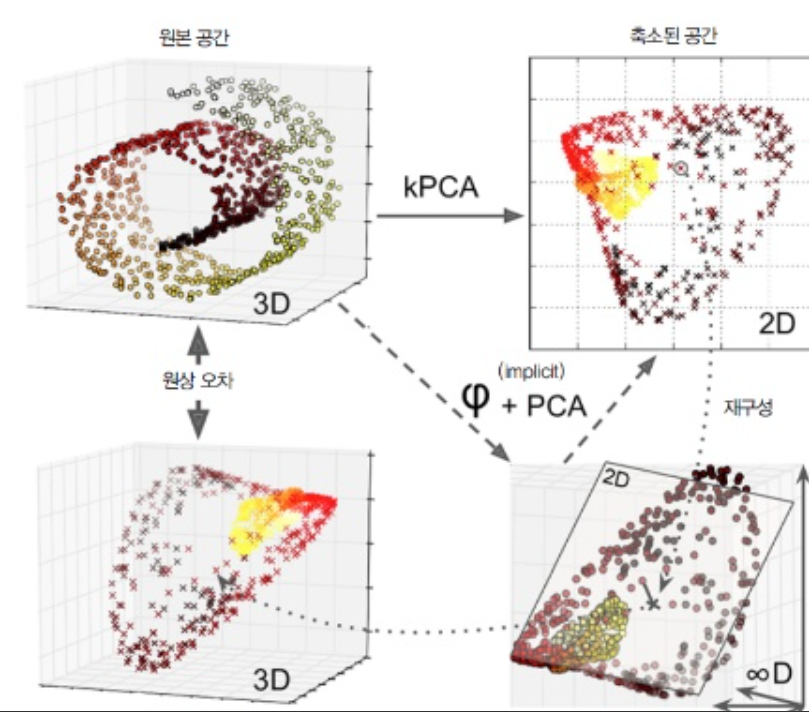 원본 공간
축소된 공간
kPCA
3D
2D
원상 오차
(implicit)
φ + PCA
재구성
2D
3D
∞D